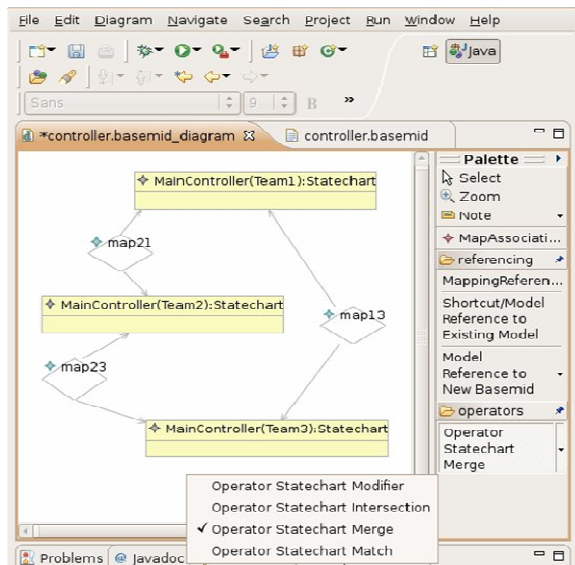 File Edit Diagram Navigate Search Project Run Window Help
Java
Sans 9 B »
*controller.basemid_diagram controller.basemid
Palette
Select
Zoom
Note
MapAssociati...
referencing
MappingReferen...
Shortcut/Model
Reference to
Existing Model
Model
Reference to
New Basemid
operators
Operator
Statechart
Merge
MainController(Team1):Statechart
map21
MainController(Team2):Statechart
map13
map23
MainController(Team3):Statechart
Operator Statechart Modifier
Operator Statechart Intersection
Operator Statechart Merge
Operator Statechart Match
Problems @ Javadoc